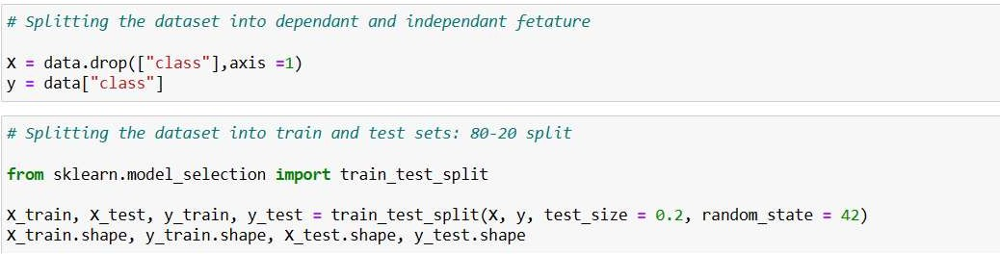 # Splitting the dataset into dependant and independant fetature
X = data.drop(["class"],axis =1)
y = data["class"]
# Splitting the dataset into train and test sets: 80-20 split
from sklearn.model_selection import train_test_split
X_train, X_test, y_train, y_test = train_test_split(X, y, test_size = 0.2, random_state = 42)
X_train.shape, y_train.shape, X_test.shape, y_test.shape